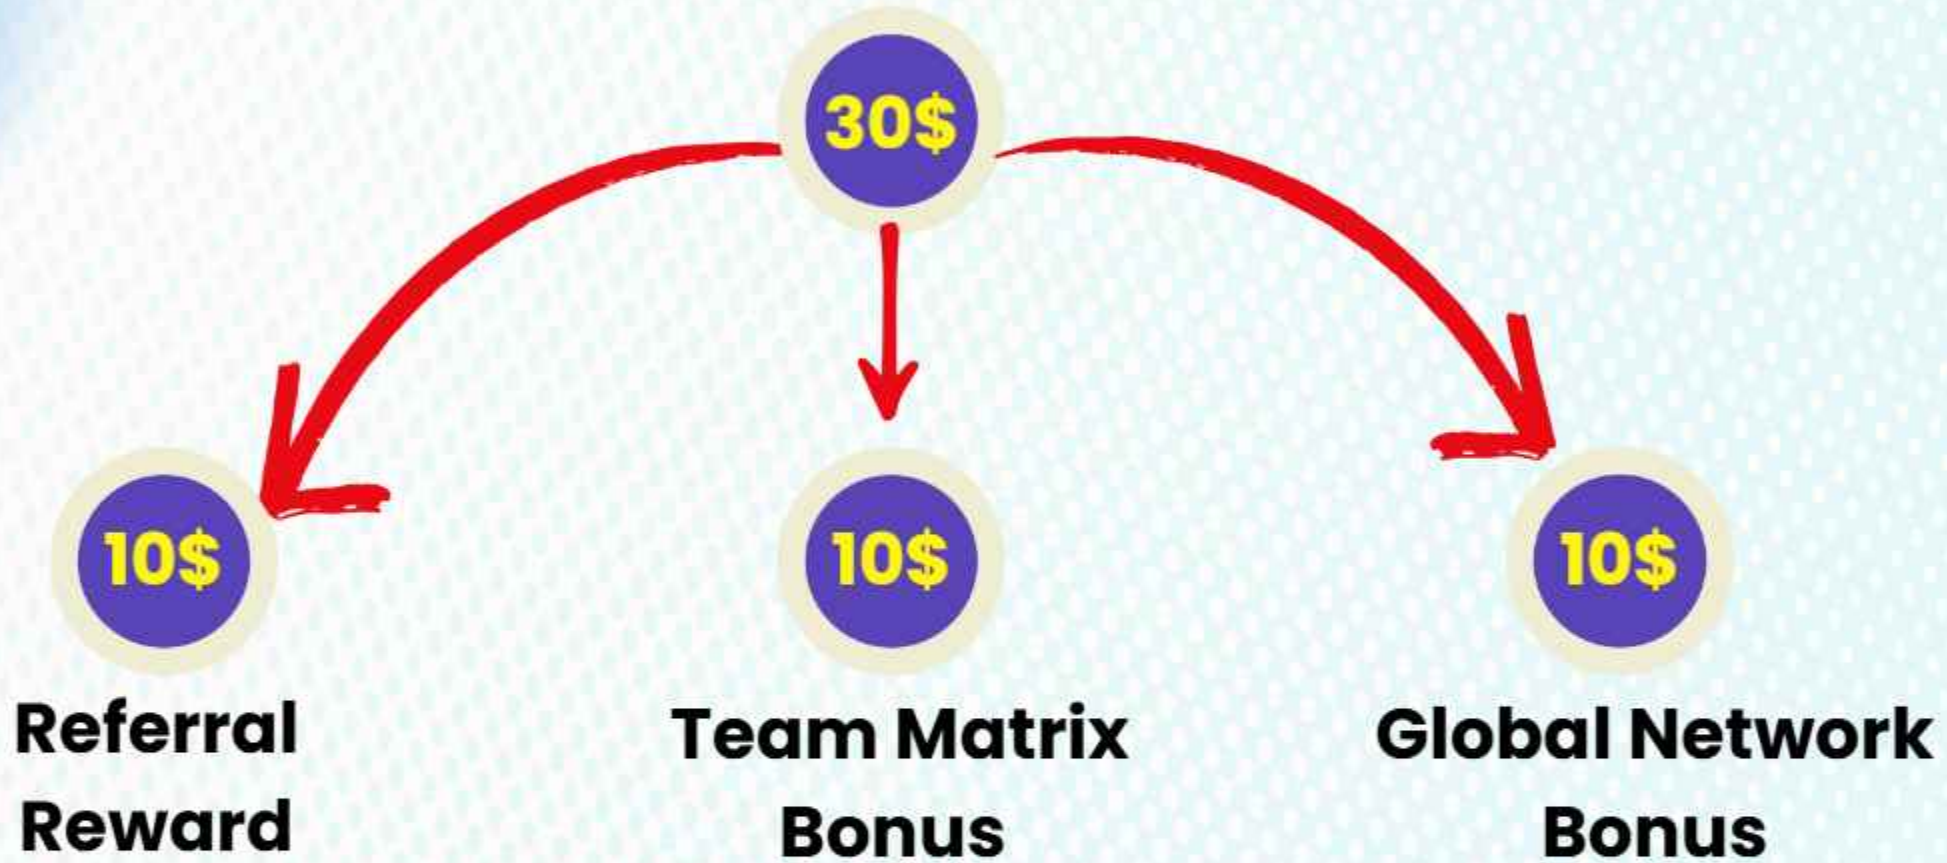 30$
10$
10$
10$
Referral
Reward
Team Matrix
Bonus
Global Network
Bonus